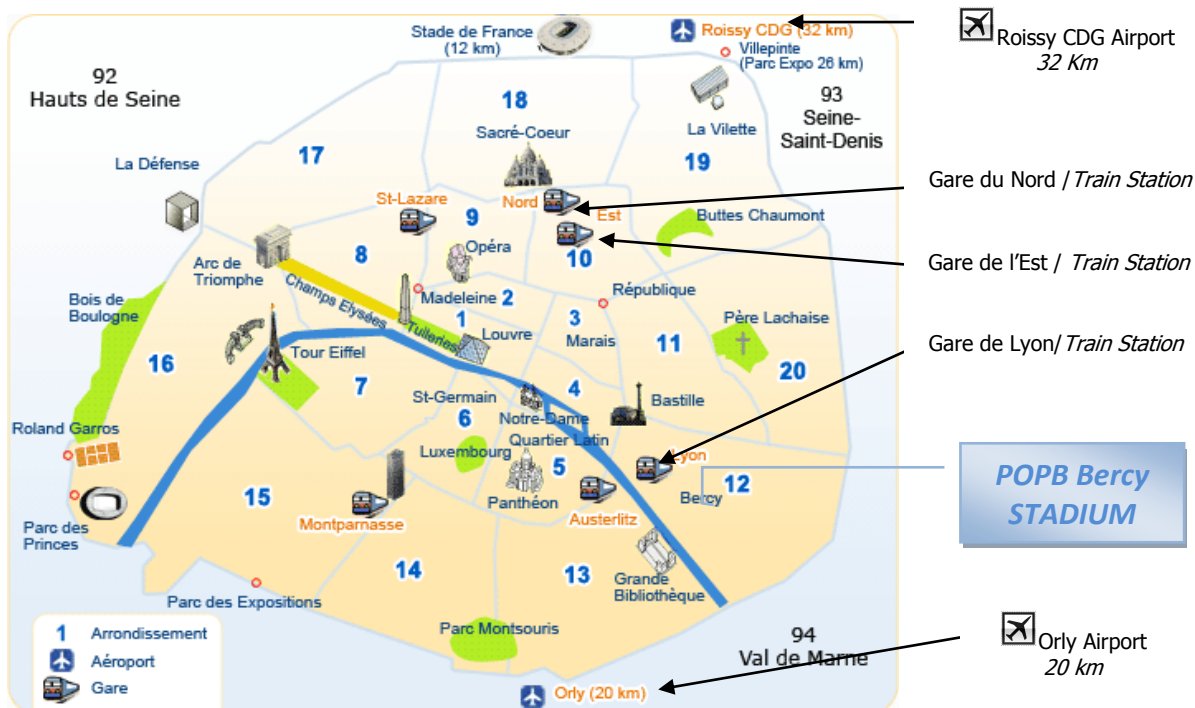 Stade de France
(12 km)
Roissy CDG (32 km)
Villepinte
(Parc Expo 26 km)
Roissy CDG Airport
32 Km
92
Hauts de Seine
93
Seine-
Saint-Denis
18
Sacré-Coeur
La Vilette
17
19
La Défense
St-Lazare
Nord
Est
Gare du Nord / Train Station
9
Buttes Chaumont
Opéra
8
10
Gare de l'Est / Train Station
Arc de
Triomphe
Champs Elysées
Madeleine
2
République
Bois de
Boulogne
Tuileries
1
Louvre
3
Marais
Père Lachaise
11
Gare de Lyon/ Train Station
Tour Eiffel
16
7
20
4
St-Germain
Notre-Dame
Bastille
6
Roland Garros
Luxembourg
Quartier Latin
5
Lyon
12
Panthéon
Bercy
POPB Bercy
STADIUM
15
Montparnasse
Austerlitz
Parc des
Princes
14
13
Grande
Bibliothèque
Parc des Expositions
Parc Montsouris
1 Arrondissement
Aéroport
Gare
94
Val de Marne
Orly (20 km)
Orly Airport
20 km